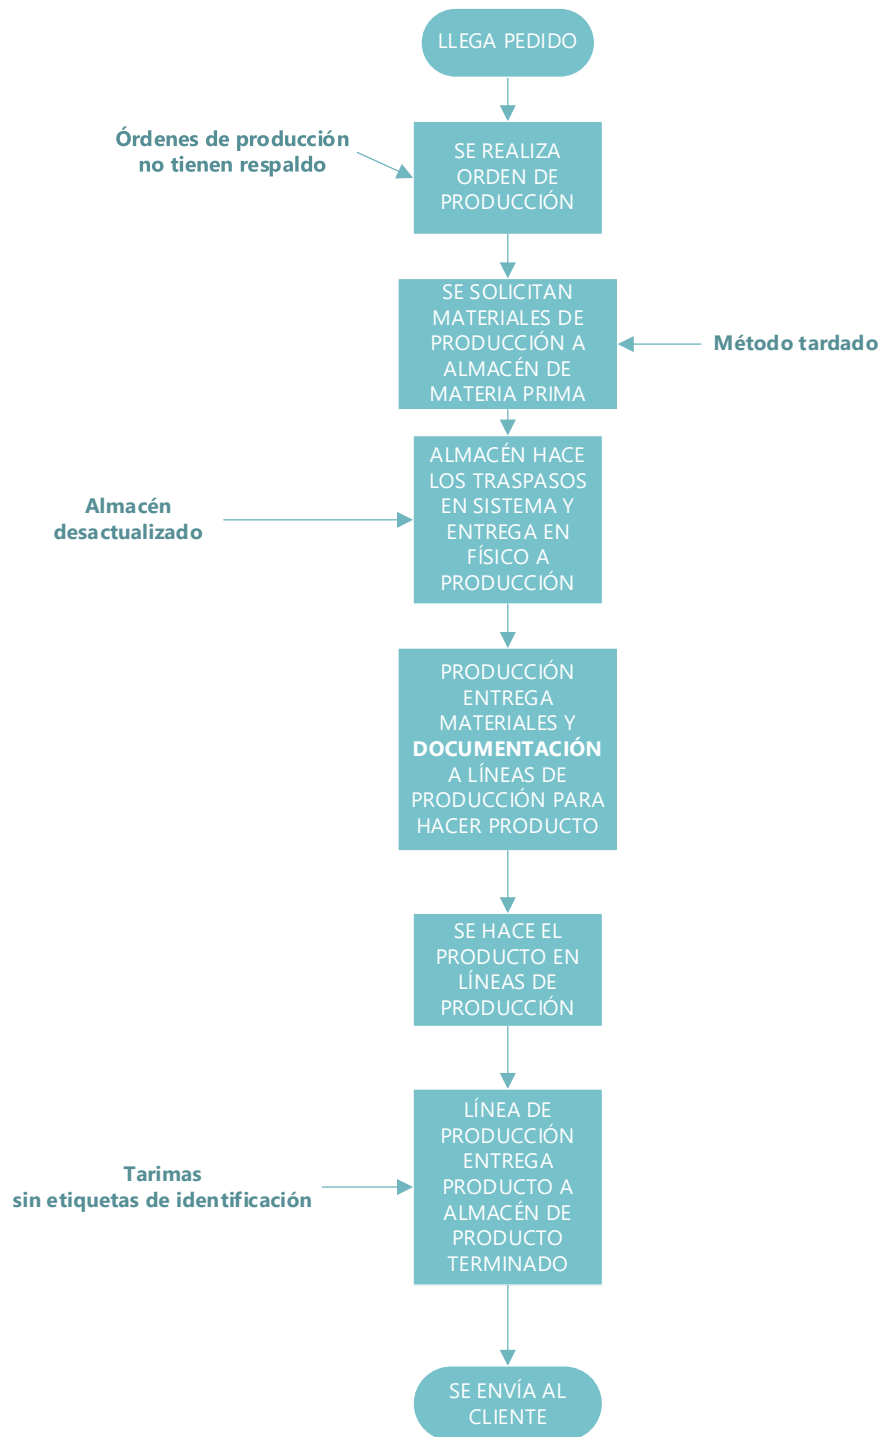 LLEGA PEDIDO
Órdenes de producción
no tienen respaldo
SE REALIZA
ORDEN DE
PRODUCCIÓN
SE SOLICITAN
MATERIALES DE
PRODUCCIÓN A
ALMACÉN DE
MATERIA PRIMA
Método tardado
ALMACÉN HACE
LOS TRASPASOS
EN SISTEMA Y
ENTREGA EN
FÍSICO A
PRODUCCIÓN
Almacén
desactualizado
PRODUCCIÓN
ENTREGA
MATERIALES Y
DOCUMENTACIÓN
A LÍNEAS DE
PRODUCCIÓN PARA
HACER PRODUCTO
SE HACE EL
PRODUCTO EN
LÍNEAS DE
PRODUCCIÓN
LÍNEA DE
PRODUCCIÓN
ENTREGA
PRODUCTO A
ALMACÉN DE
PRODUCTO
TERMINADO
Tarimas
sin etiquetas de identificación
SE ENVÍA AL
CLIENTE